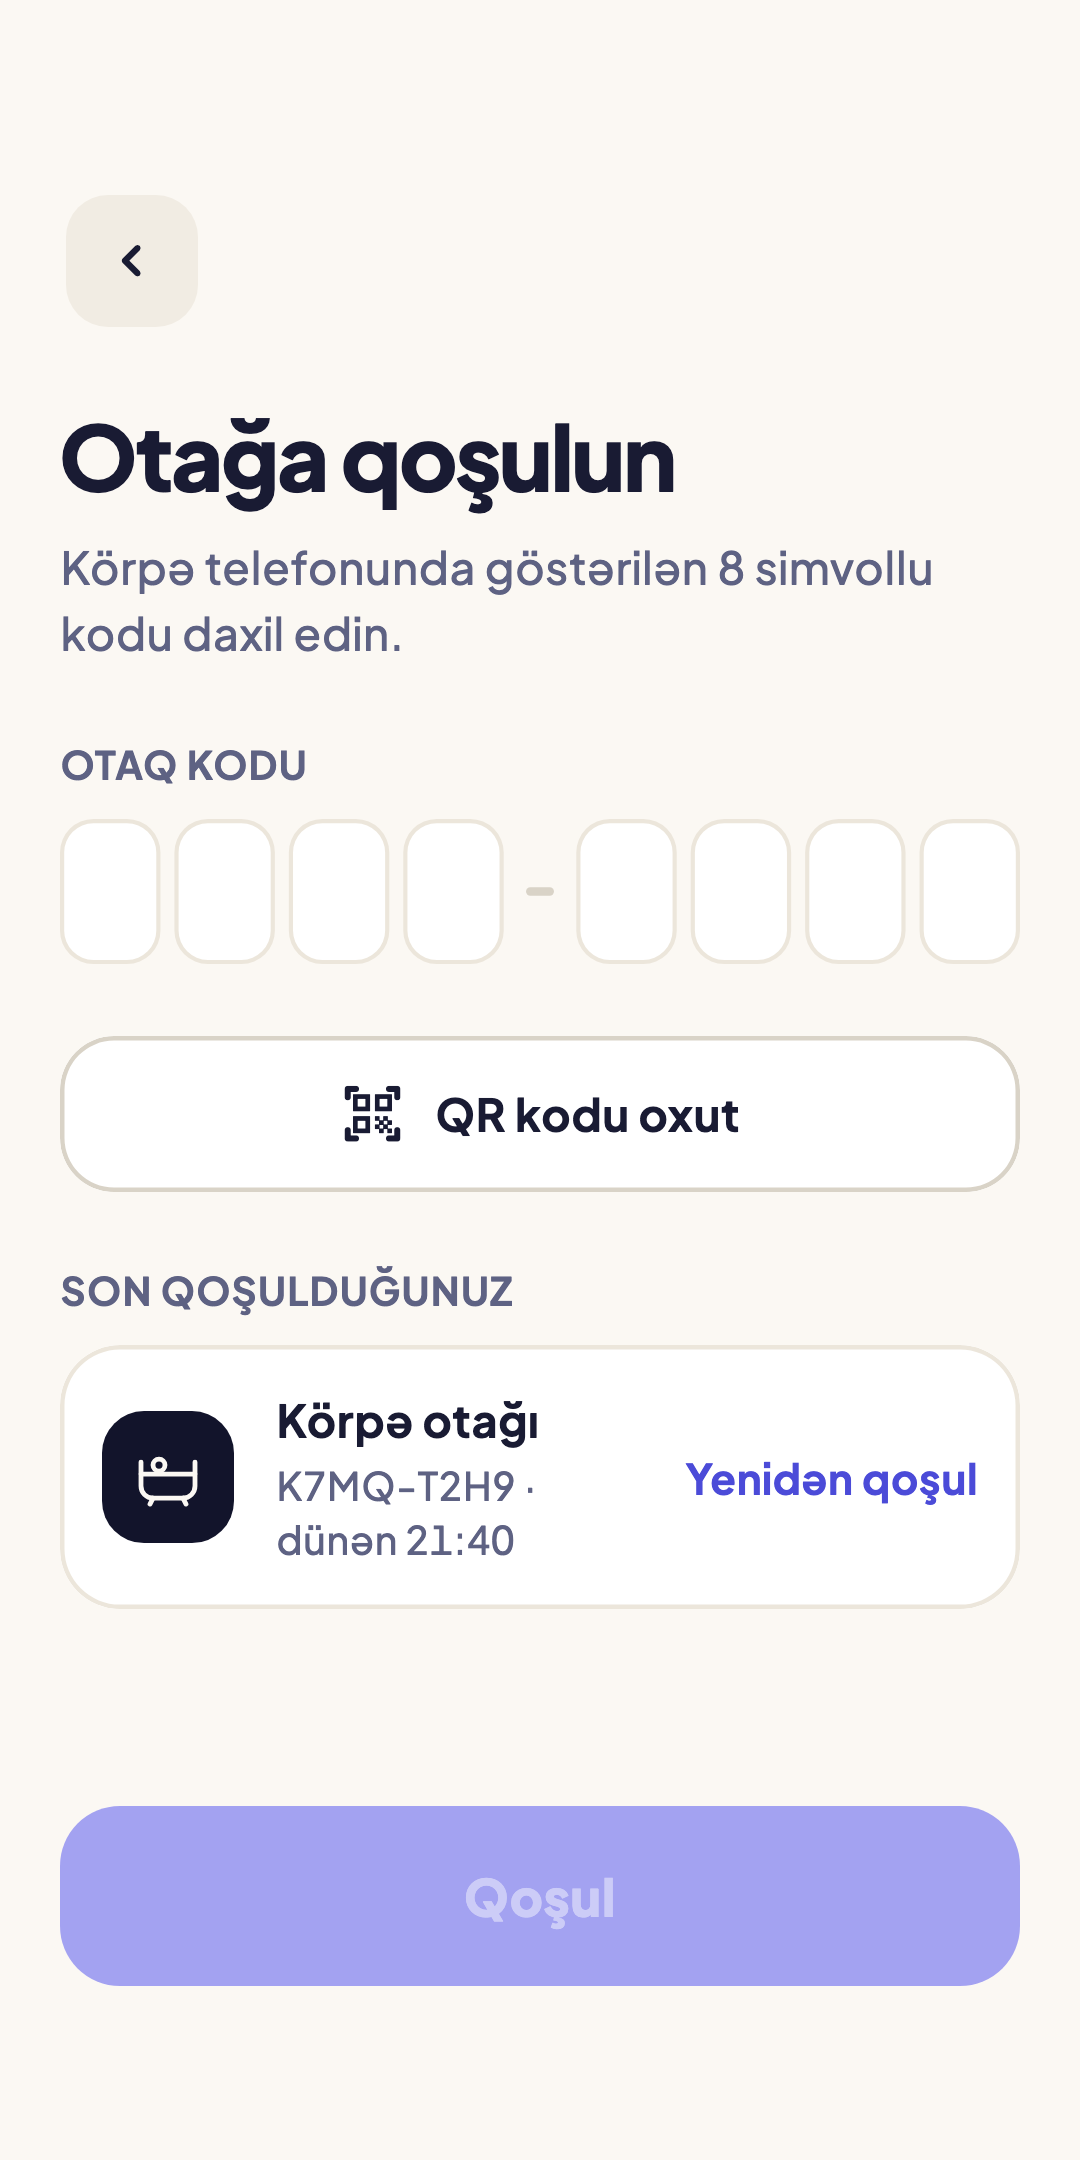 Otağa qoşulun
Körpə telefonunda göstərilən 8 simvollu
kodu daxil edin.
OTAQ KODU
–
QR kodu oxut
SON QOŞULDUĞUNUZ
Körpə otağı
K7MQ-T2H9 ·
dünən 21:40
Yenidən qoşul
Qoşul